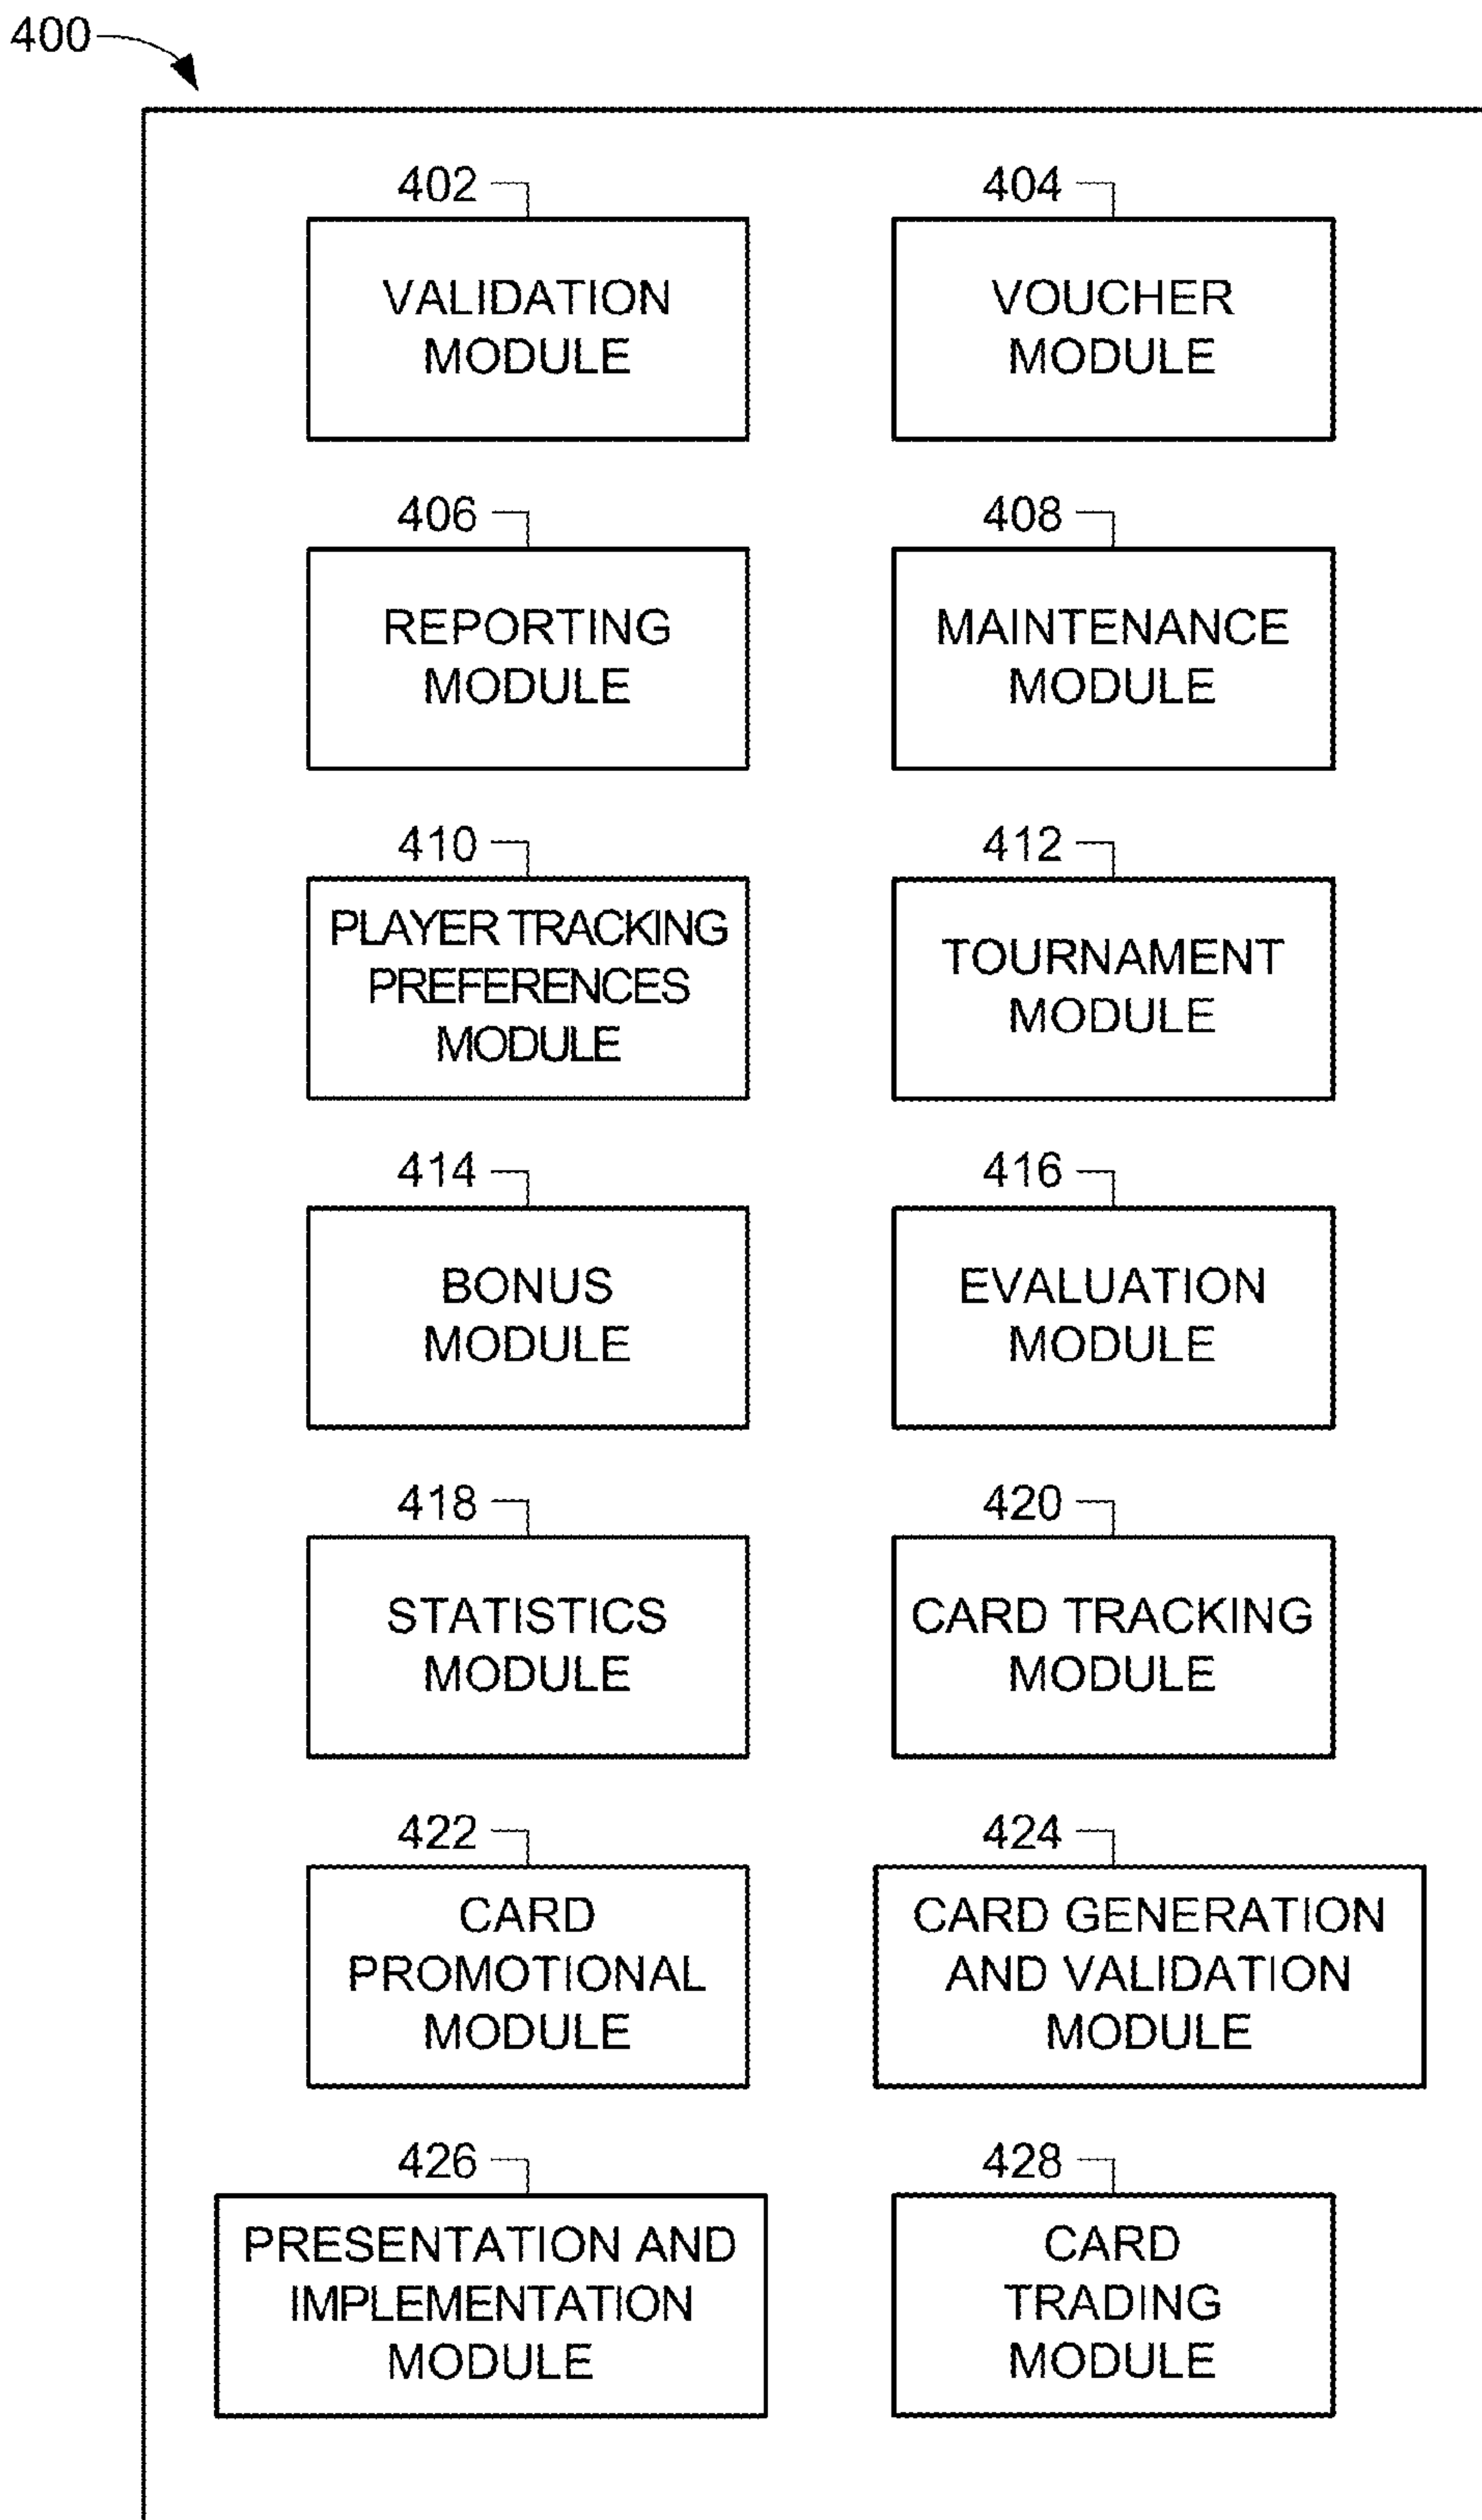 400
402
VALIDATION
MODULE
404
VOUCHER
MODULE
406
REPORTING
MODULE
408
MAINTENANCE
MODULE
410
PLAYER TRACKING
PREFERENCES
MODULE
412
TOURNAMENT
MODULE
414
BONUS
MODULE
416
EVALUATION
MODULE
418
STATISTICS
MODULE
420
CARD TRACKING
MODULE
422
CARD
PROMOTIONAL
MODULE
424
CARD GENERATION
AND VALIDATION
MODULE
426
PRESENTATION AND
IMPLEMENTATION
MODULE
428
CARD
TRADING
MODULE